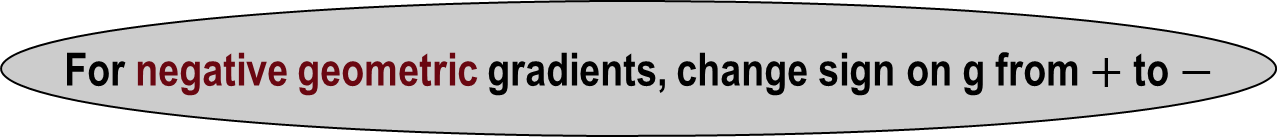 For negative geometric gradients, change sign on g from + to −